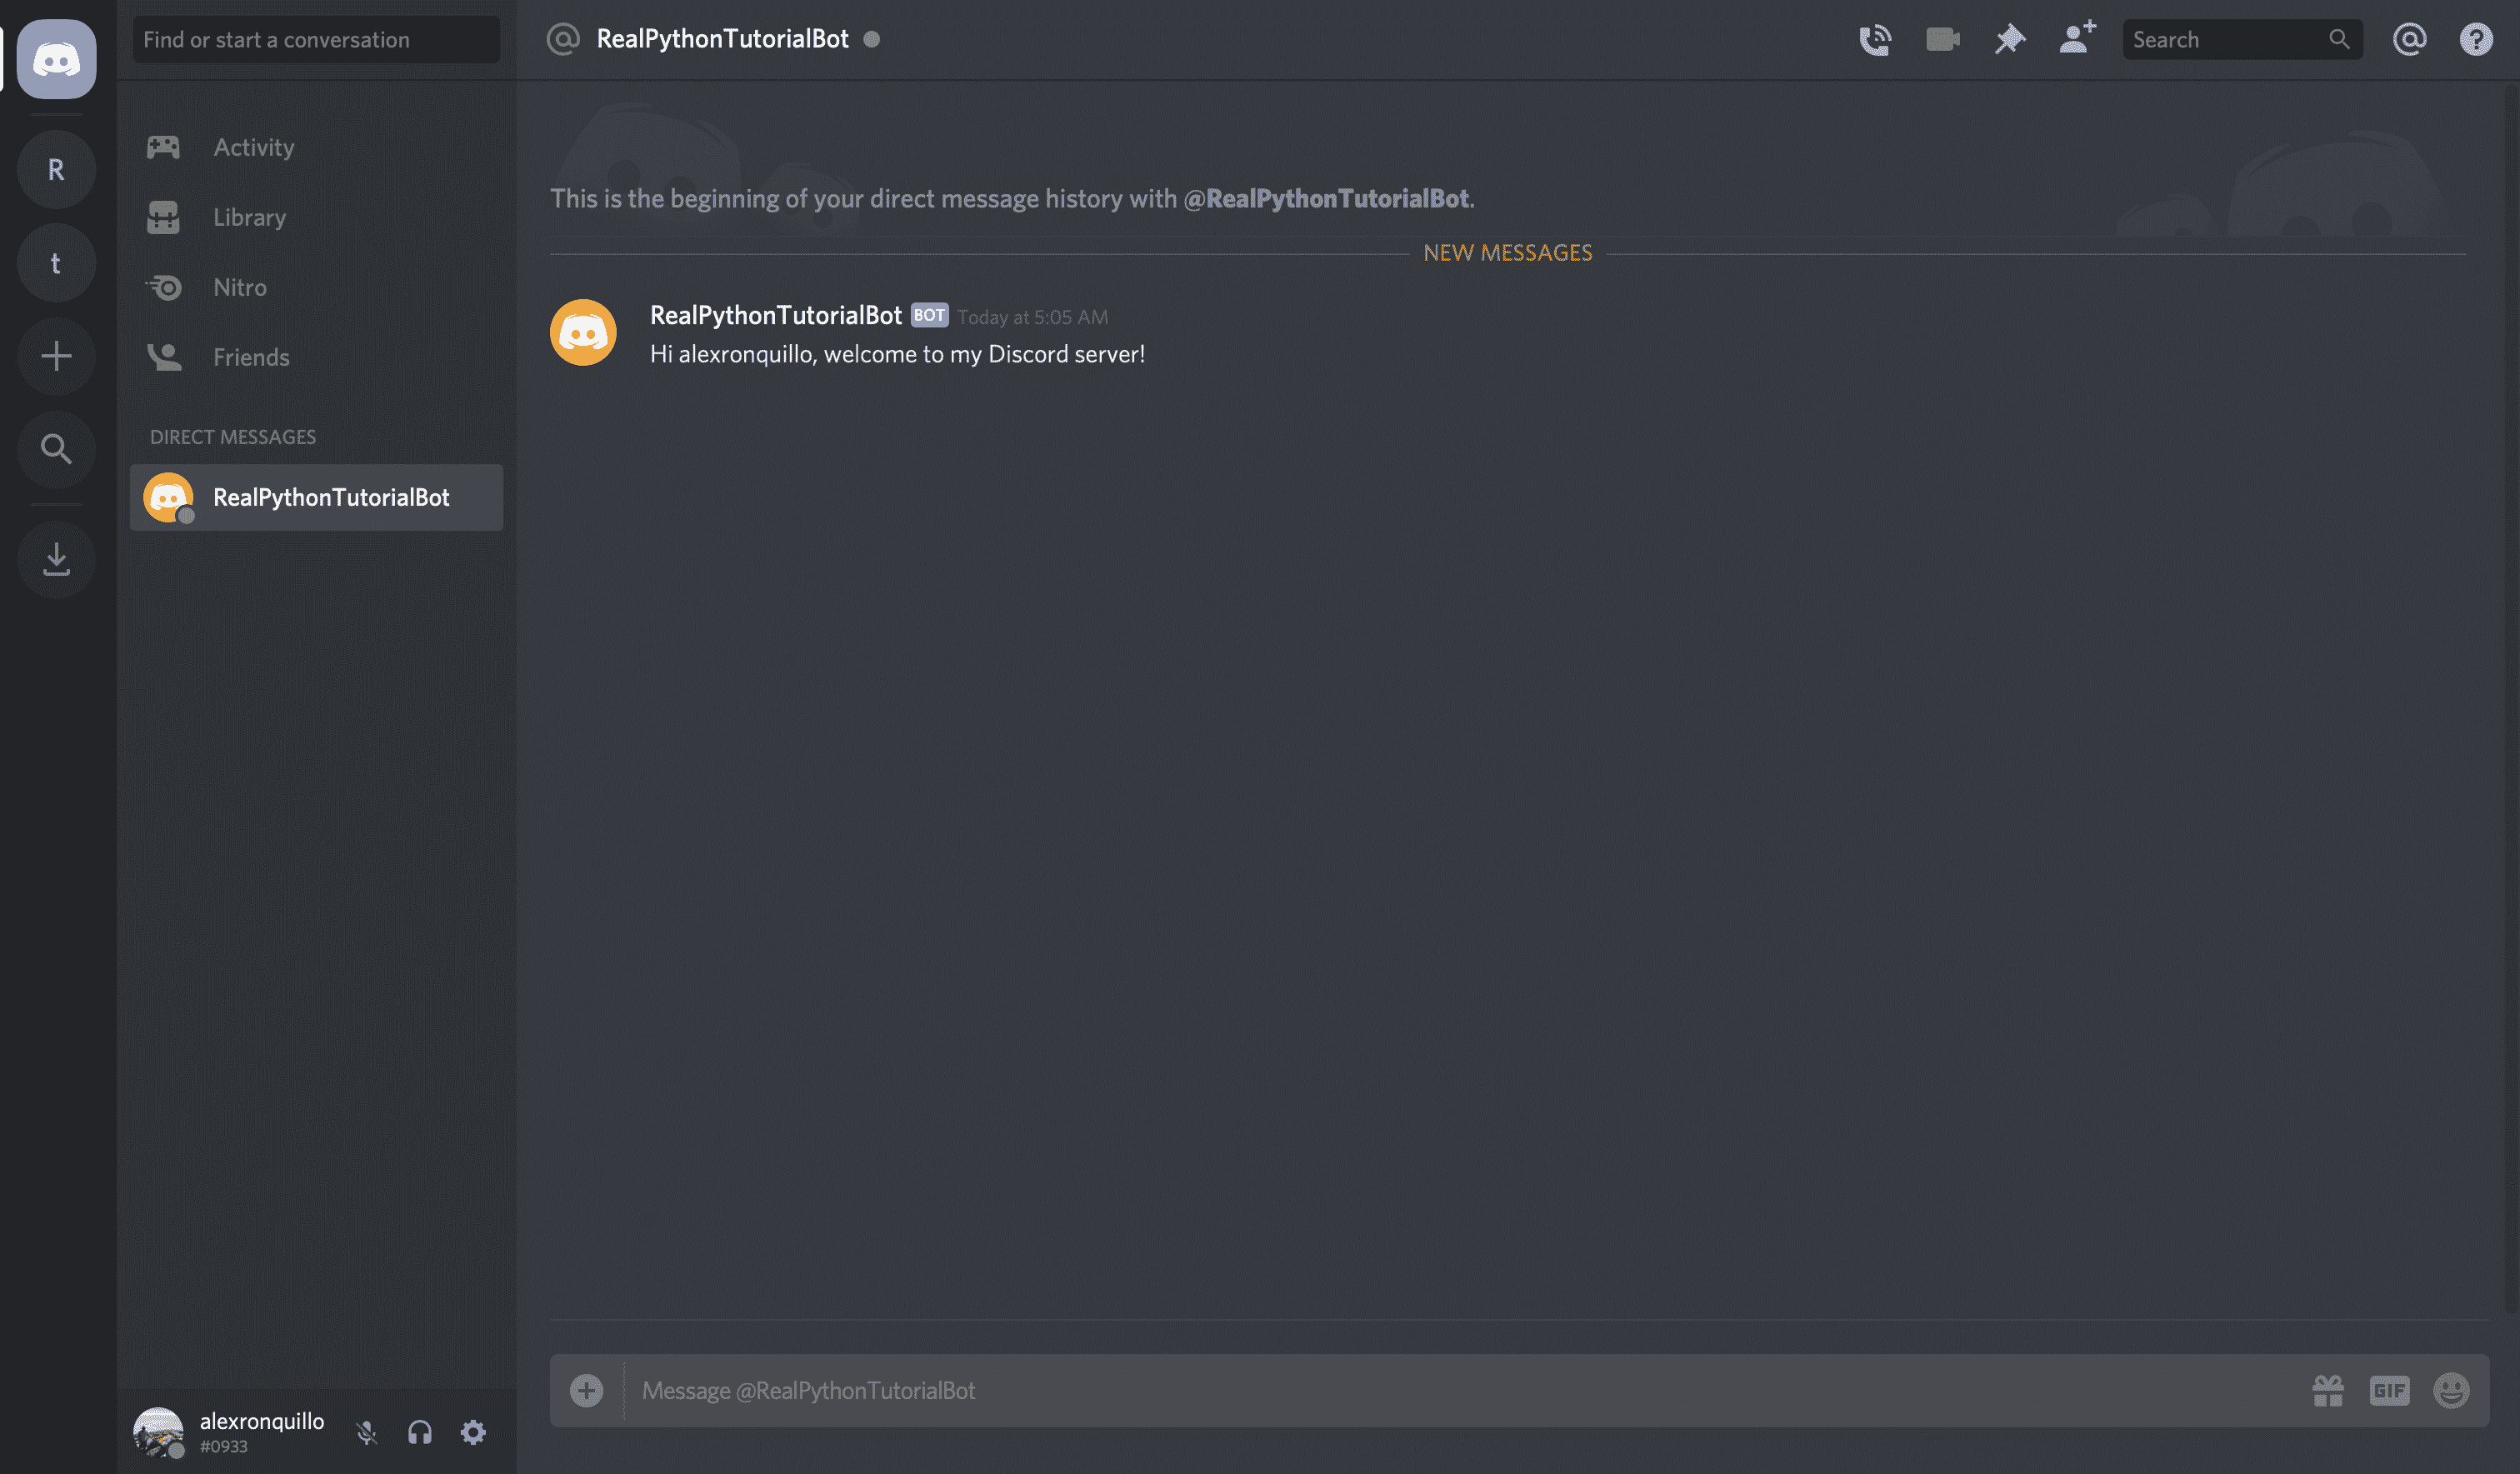 Find or start a conversation
RealPythonTutorialBot
Search
R
t
Activity
Library
Nitro
Friends
DIRECT MESSAGES
RealPythonTutorialBot
This is the beginning of your direct message history with @RealPythonTutorialBot.
NEW MESSAGES
RealPythonTutorialBot BOT Today at 5:05 AM
Hi alexronquillo, welcome to my Discord server!
Message @RealPythonTutorialBot
GIF
alexronquillo
#0933